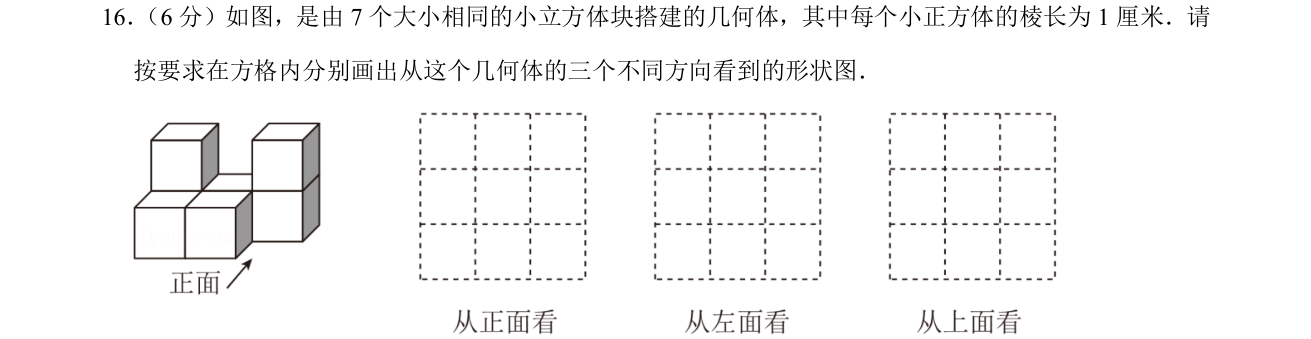 16.（6 分）如图，是由 7 个大小相同的小立方体块搭建的几何体，其中每个小正方体的棱长为 1 厘米．请
按要求在方格内分别画出从这个几何体的三个不同方向看到的形状图．
正面
从正面看
从左面看
从上面看